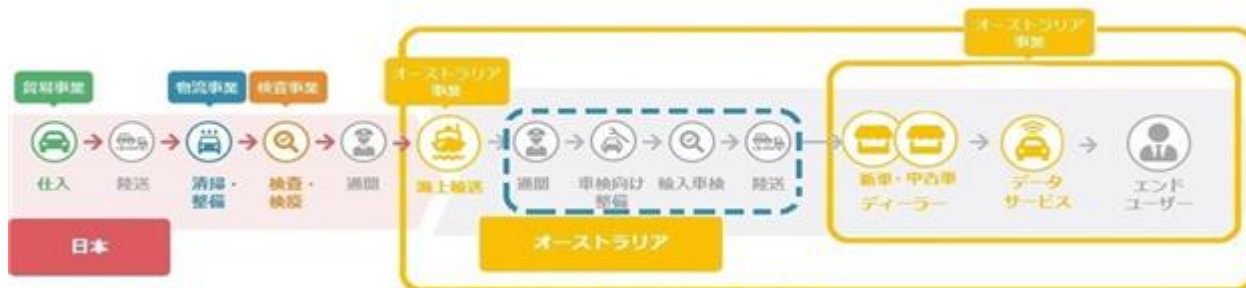 オーストラリア
事業
貿易事業
物流事業
検査事業
オーストラリア
事業
仕入
陸送
清掃・
整備
検査・
検疫
通関
海上輸送
通関
車検向け
整備
輸入車検
陸送
新車・中古車
ディーラー
データ
サービス
エンド
ユーザー
日本
オーストラリア